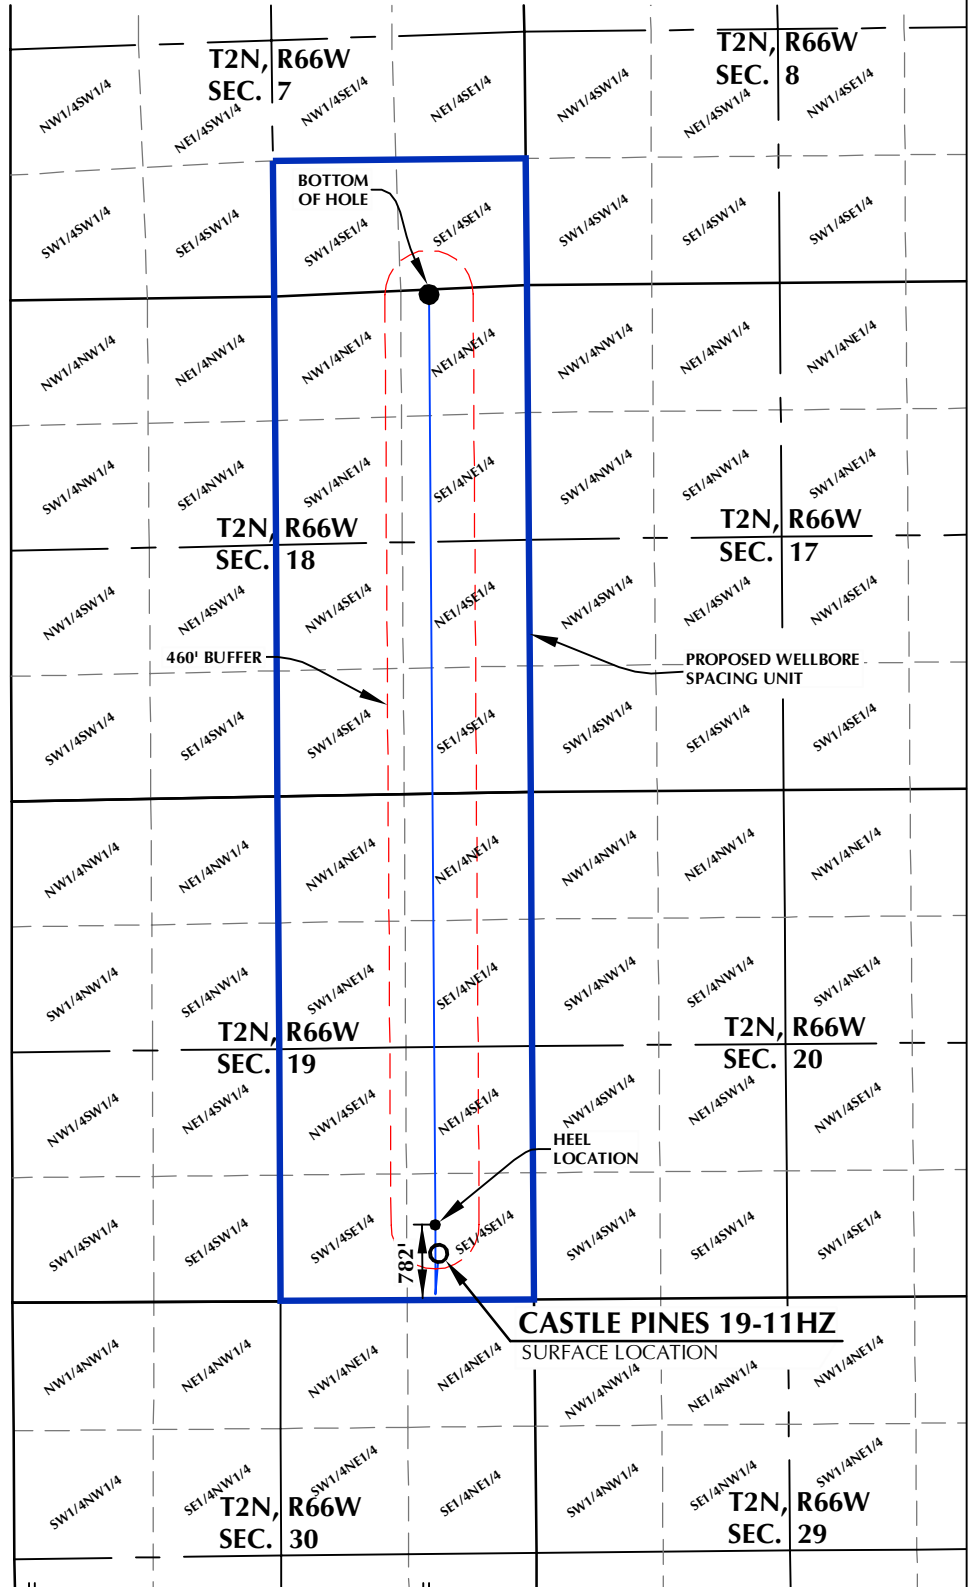 T2N, R66W
SEC. 7
T2N, R66W
SEC. 8
NW1/4SW1/4
NE1/4SW1/4
NW1/4SE1/4
NE1/4SE1/4
NW1/4SW1/4
NE1/4SW1/4
NW1/4SE1/4
BOTTOM
OF HOLE
SW1/4SW1/4
SE1/4SW1/4
SW1/4SE1/4
SE1/4SE1/4
SW1/4SW1/4
SE1/4SW1/4
SW1/4SE1/4
NW1/4NW1/4
NE1/4NW1/4
NW1/4NE1/4
NE1/4NE1/4
NW1/4NW1/4
NE1/4NW1/4
NW1/4NE1/4
SW1/4NW1/4
SE1/4NW1/4
SW1/4NE1/4
SE1/4NE1/4
SW1/4NW1/4
SE1/4NW1/4
SW1/4NE1/4
T2N, R66W
SEC. 18
T2N, R66W
SEC. 17
NW1/4SW1/4
NE1/4SW1/4
NW1/4SE1/4
NE1/4SE1/4
NW1/4SW1/4
NE1/4SW1/4
NW1/4SE1/4
460' BUFFER
PROPOSED WELLBORE
SPACING UNIT
SW1/4SW1/4
SE1/4SW1/4
SW1/4SE1/4
SE1/4SE1/4
SW1/4SW1/4
SE1/4SW1/4
SW1/4SE1/4
NW1/4NW1/4
NE1/4NW1/4
NW1/4NE1/4
NE1/4NE1/4
NW1/4NW1/4
NE1/4NW1/4
NW1/4NE1/4
SW1/4NW1/4
SE1/4NW1/4
SW1/4NE1/4
SE1/4NE1/4
SW1/4NW1/4
SE1/4NW1/4
SW1/4NE1/4
T2N, R66W
SEC. 19
T2N, R66W
SEC. 20
NW1/4SW1/4
NE1/4SW1/4
NW1/4SE1/4
NE1/4SE1/4
NW1/4SW1/4
NE1/4SW1/4
NW1/4SE1/4
HEEL
LOCATION
SW1/4SW1/4
SE1/4SW1/4
SW1/4SE1/4
SE1/4SE1/4
SW1/4SW1/4
SE1/4SW1/4
SW1/4SE1/4
782'
CASTLE PINES 19-11HZ
SURFACE LOCATION
NW1/4NW1/4
NE1/4NW1/4
NW1/4NE1/4
NE1/4NE1/4
NW1/4NW1/4
NE1/4NW1/4
NW1/4NE1/4
SW1/4NW1/4
SE1/4NW1/4
SW1/4NE1/4
SE1/4NE1/4
SW1/4NW1/4
SE1/4NW1/4
SW1/4NE1/4
T2N, R66W
SEC. 30
T2N, R66W
SEC. 29